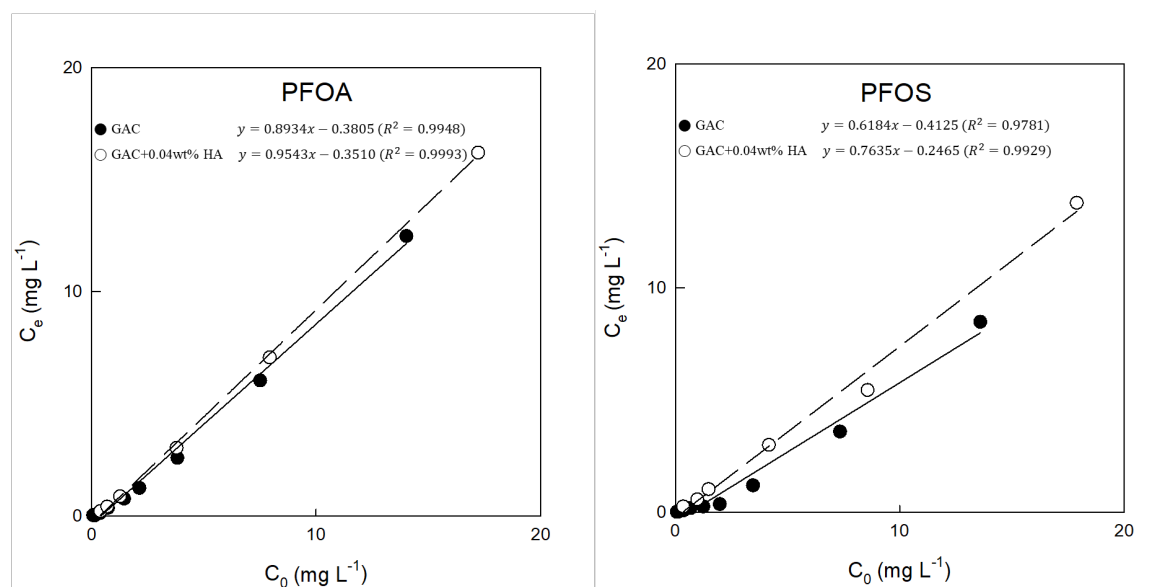 PFOA
GAC y = 0.8934x − 0.3805 (R² = 0.9948)
GAC+0.04wt% HA y = 0.9543x − 0.3510 (R² = 0.9993)
20
10
0
Cₑ (mg L⁻¹)
0 10 20
C₀ (mg L⁻¹)
PFOS
GAC y = 0.6184x − 0.4125 (R² = 0.9781)
GAC+0.04wt% HA y = 0.7635x − 0.2465 (R² = 0.9929)
20
10
0
Cₑ (mg L⁻¹)
0 10 20
C₀ (mg L⁻¹)